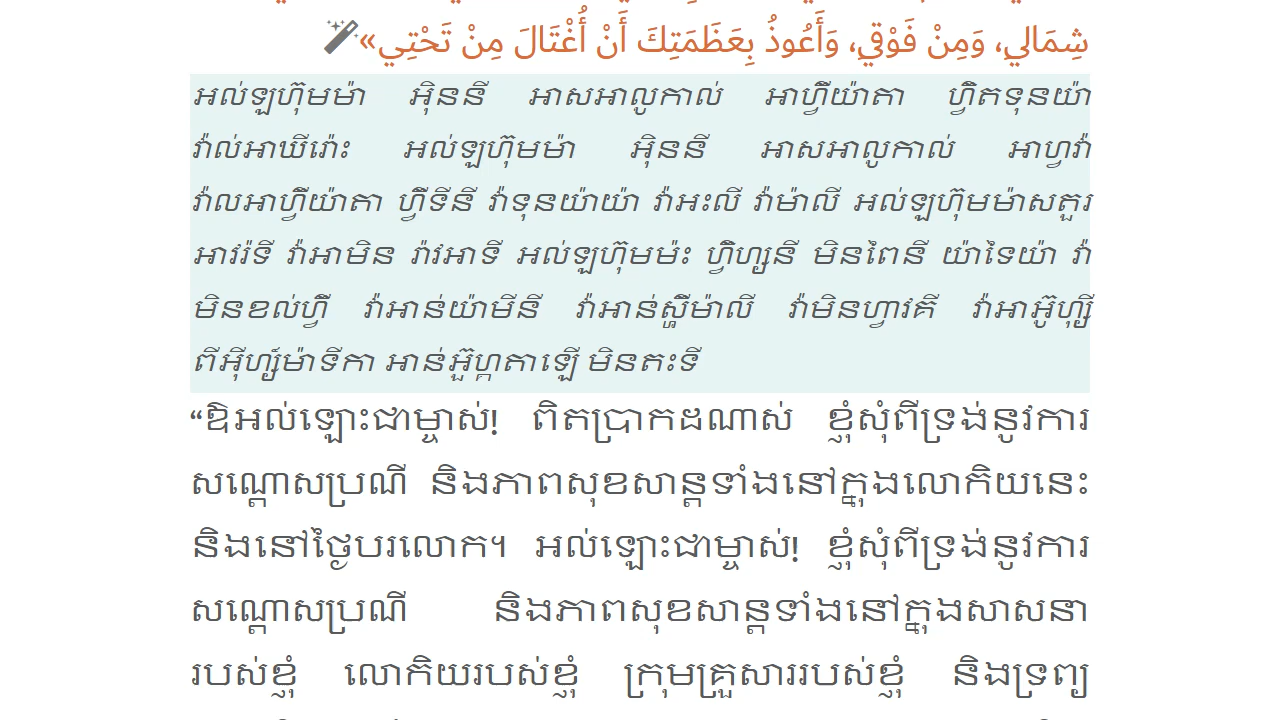 شِمَالِي، وَمِنْ فَوْقِي، وَأَعُوذُ بِعَظَمَتِكَ أَنْ أُغْتَالَ مِنْ تَحْتِي»
អល់ឡហ៊ុមម៉ា អ៊ិននី អាសអាលូកាល់ អាហ្វីយ៉ាតា ហ្វិតទុនយ៉ា
វ៉ាល់អាឃីរ៉ោះ អល់ឡហ៊ុមម៉ា អ៊ិននី អាសអាលូកាល់ អាហ្វវ៉ា
វ៉ាលអាហ្វីយ៉ាតា ហ្វីទីនី វ៉ាទុនយ៉ាយ៉ា វ៉ាអះលី វ៉ាម៉ាលី អល់ឡហ៊ុមម៉ាសតួរ
អាវរ៉ទី វ៉ាអាមិន រ៉ាវអាទី អល់ឡហ៊ុមម៉ះ ហ្វិហ្សនី មិនពៃនី យ៉ាទៃយ៉ា វ៉ា
មិនខល់ហ្វី វ៉ាអាន់យ៉ាមីនី វ៉ាអាន់ស្ហីម៉ាលី វ៉ាមិនហ្វាវគី វ៉ាអាអ៊ូហ្ស៊ុ
ពីអ៊ីហ្ស៍ម៉ាទីកា អាន់អ៊ួហ្គតាឡើ មិនតះទី
“ឱអល់ឡោះជាម្ចាស់! ពិតប្រាកដណាស់ ខ្ញុំសុំពីទ្រង់នូវការ
សណ្តោសប្រណី និងភាពសុខសាន្តទាំងនៅក្នុងលោកិយនេះ
និងនៅថ្ងៃបរលោក។ អល់ឡោះជាម្ចាស់! ខ្ញុំសុំពីទ្រង់នូវការ
សណ្តោសប្រណី និងភាពសុខសាន្តទាំងនៅក្នុងសាសនា
របស់ខ្ញុំ លោកិយរបស់ខ្ញុំ ក្រុមគ្រួសាររបស់ខ្ញុំ និងទ្រព្យ